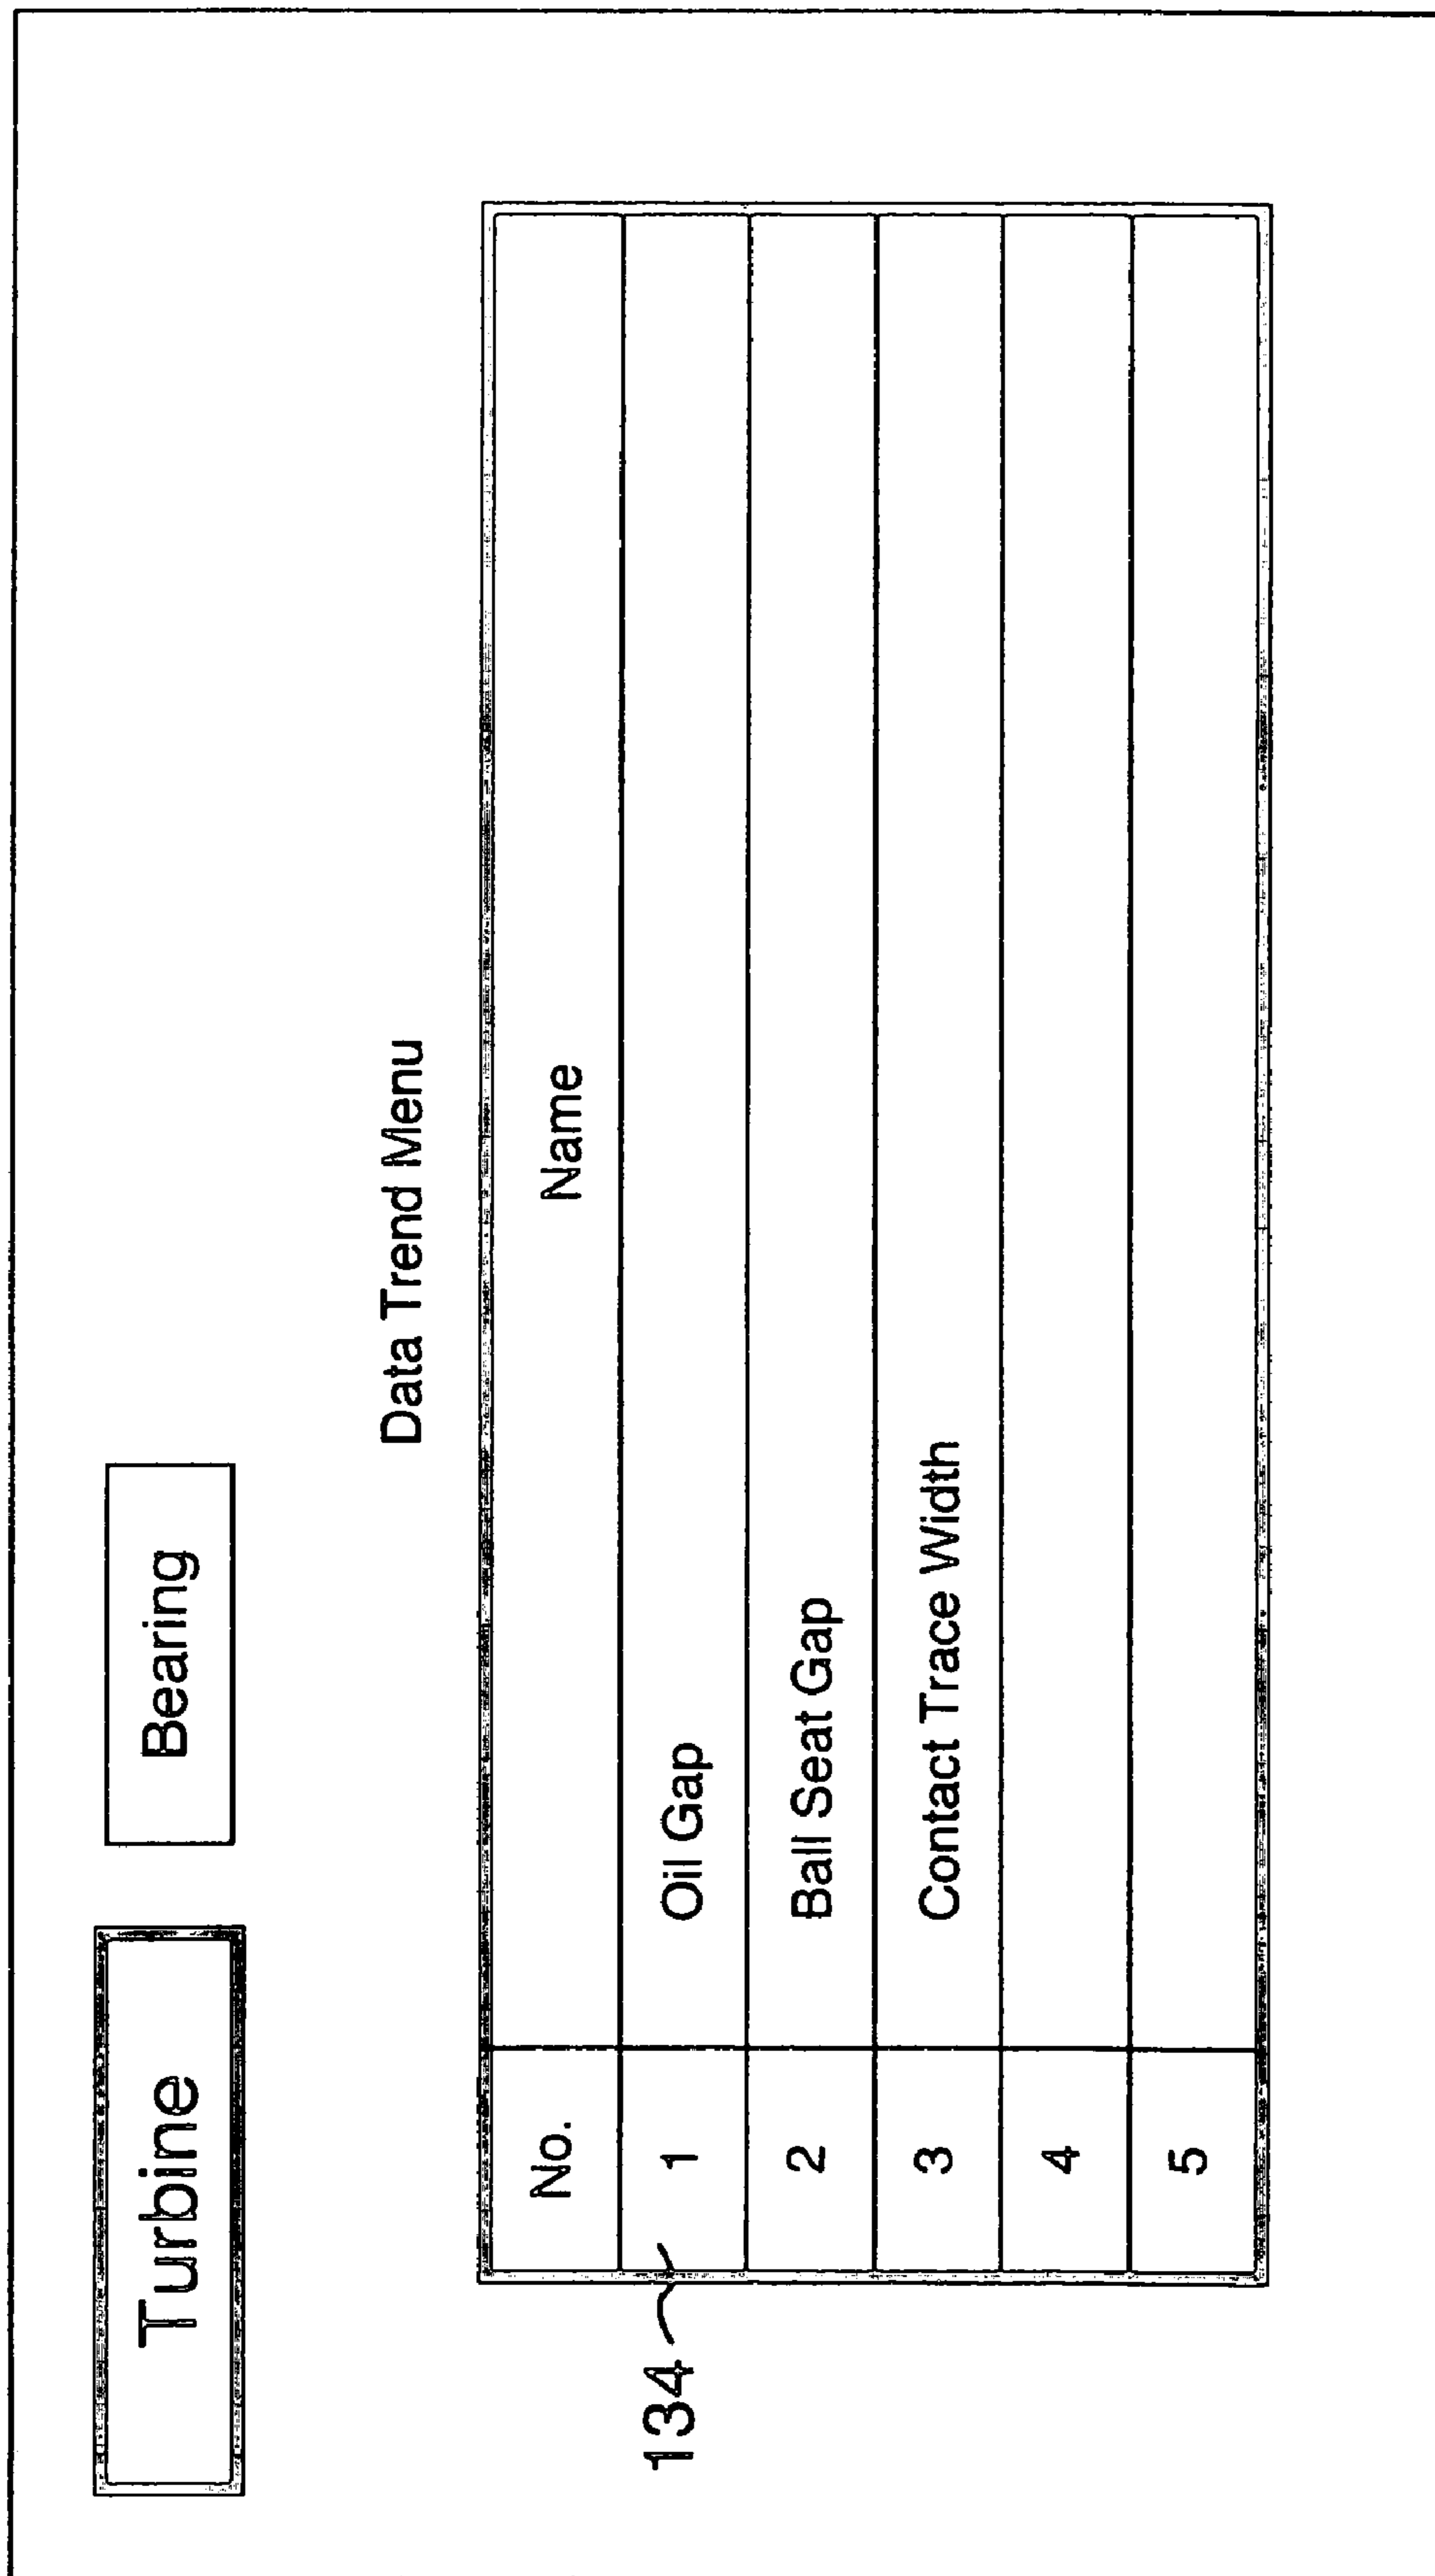 Turbine Bearing
Data Trend Menu
No. Name
134 1 Oil Gap
2 Ball Seat Gap
3 Contact Trace Width
4
5